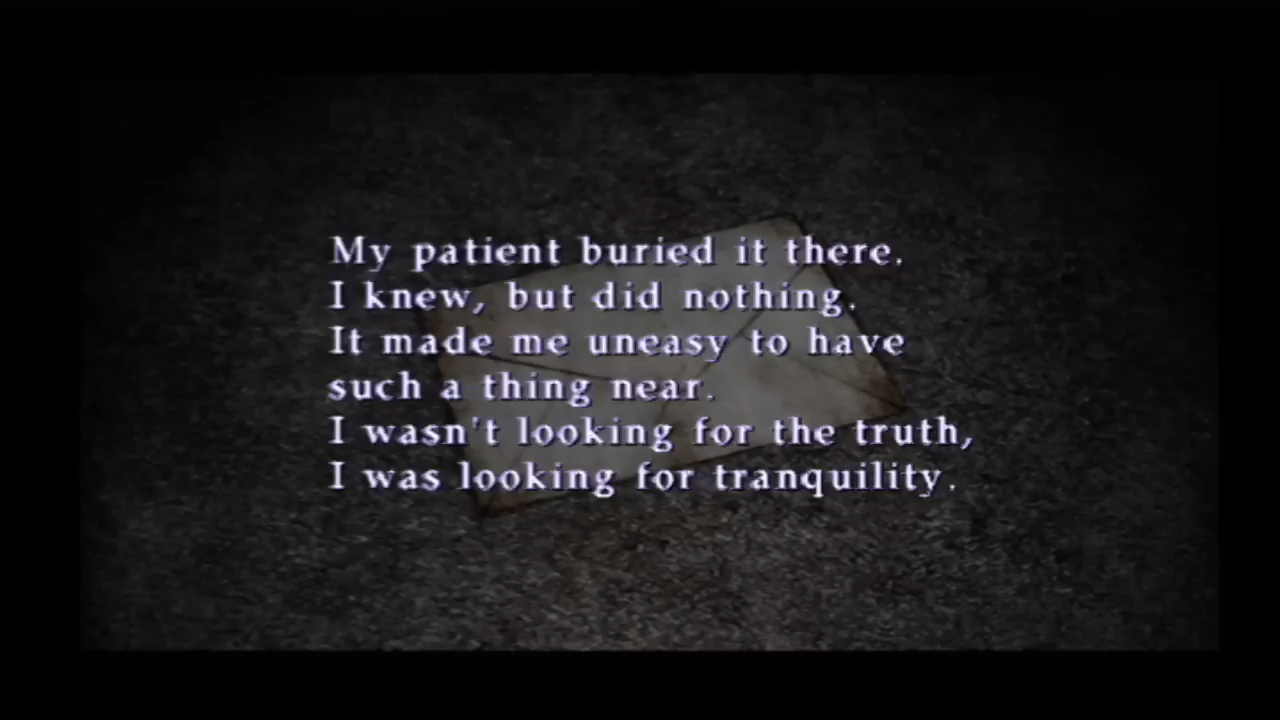 My patient buried it there.
I knew, but did nothing.
It made me uneasy to have
such a thing near.
I wasn't looking for the truth,
I was looking for tranquility.